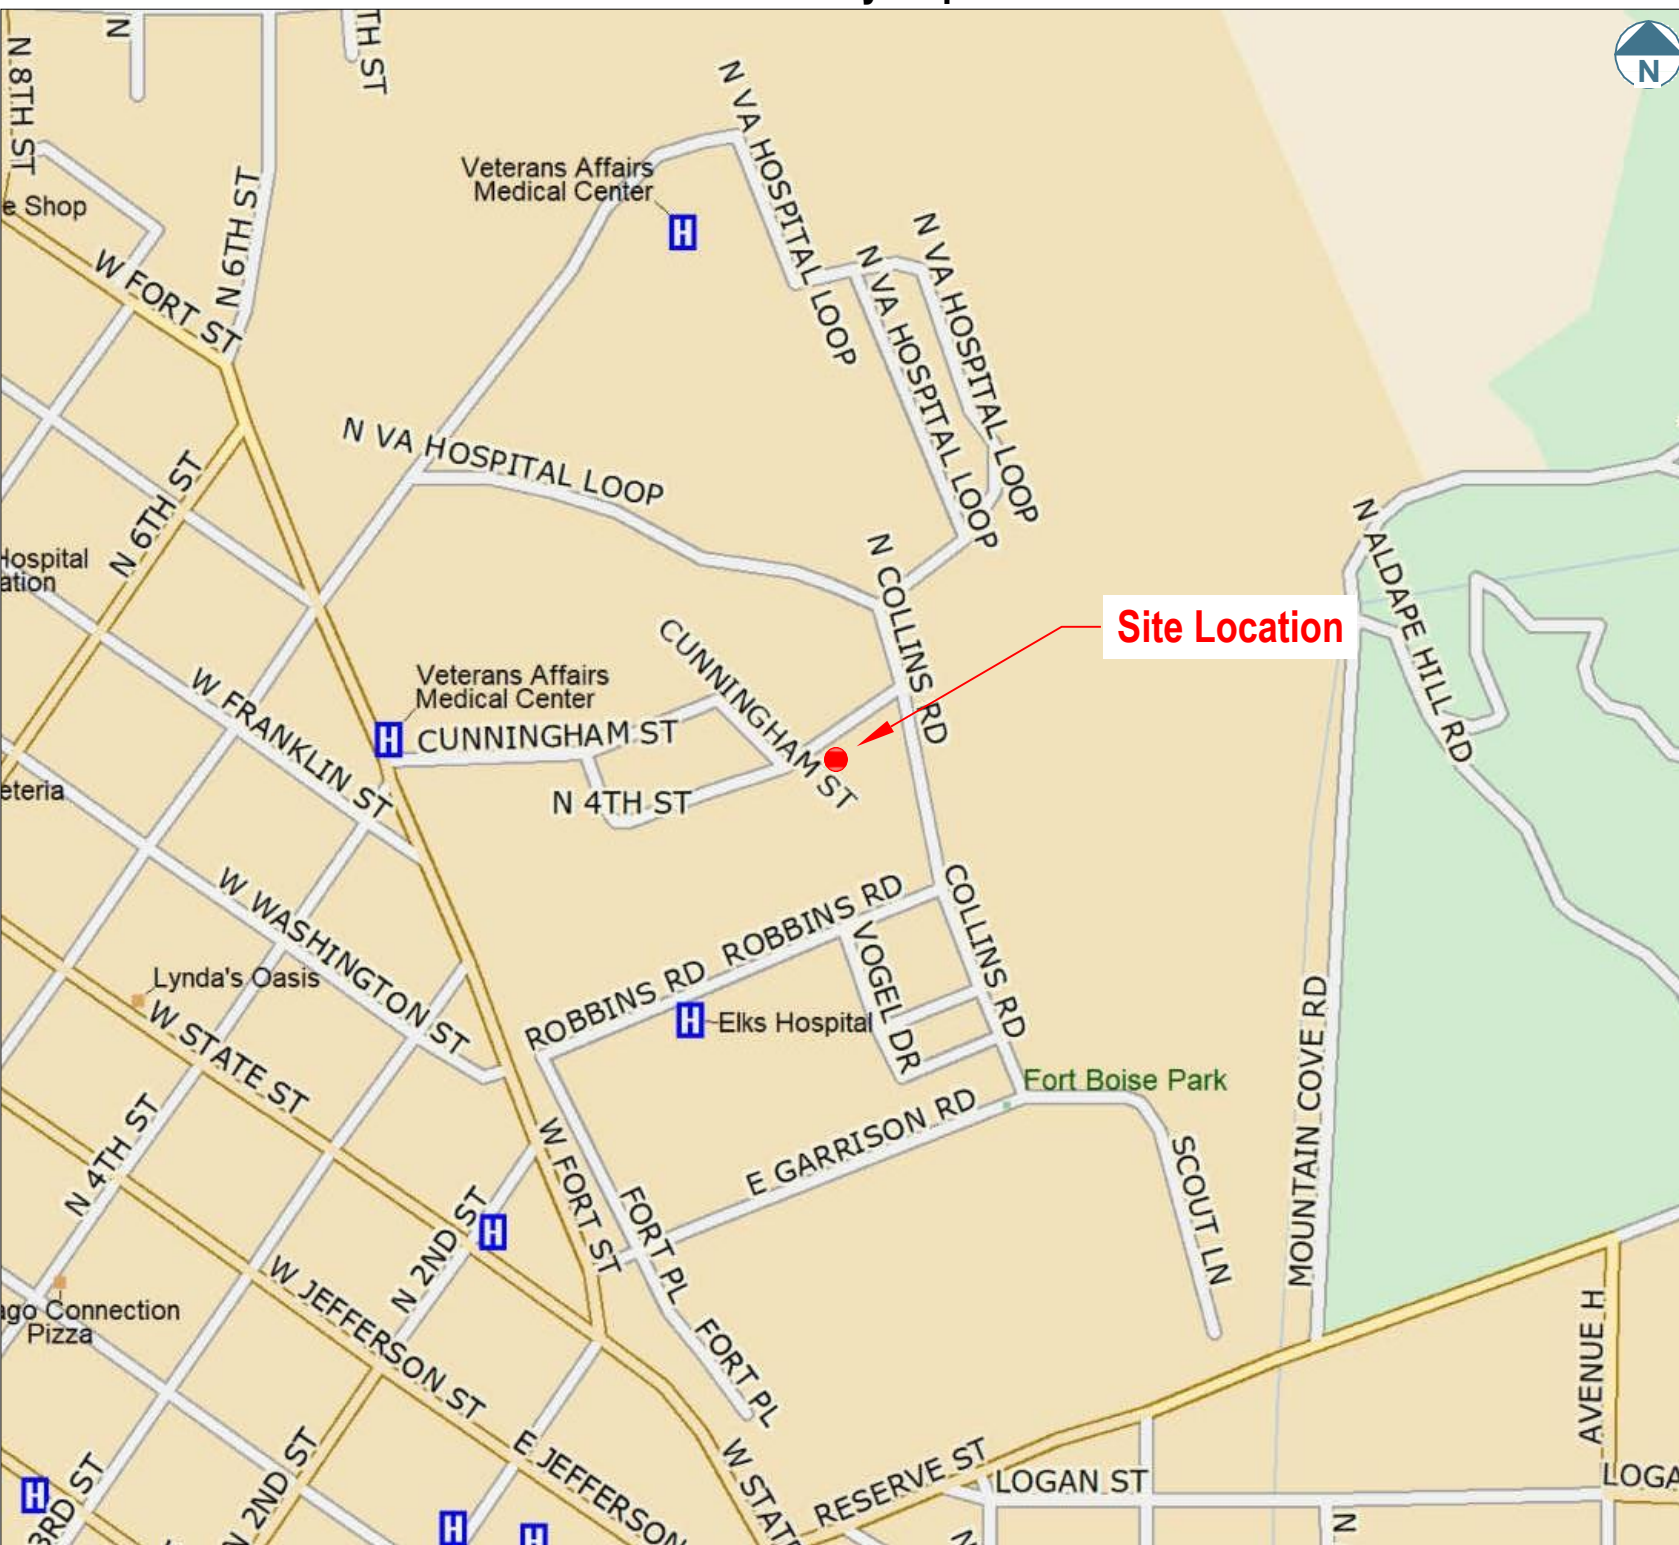 N
TH ST
N 8TH ST
N
N VA HOSPITAL LOOP
Veterans Affairs
Medical Center
H
e Shop
N 6TH ST
N VA HOSPITAL LOOP
N VA HOSPITAL LOOP
W FORT ST
N VA HOSPITAL LOOP
N 6TH ST
N ALDAPE HILL RD
Hospital
ation
N COLLINS RD
Site Location
CUNNINGHAM ST
Veterans Affairs
Medical Center
H
CUNNINGHAM ST
W FRANKLIN ST
eteria
N 4TH ST
W WASHINGTON ST
ROBBINS RD
ROBBINS RD
COLLINS RD
VOGEL DR
Lynda's Oasis
W STATE ST
H
Elks Hospital
MOUNTAIN COVE RD
Fort Boise Park
E GARRISON RD
N 4TH ST
W FORT ST
SCOUT LN
N 2ND ST
H
FORT PL
W JEFFERSON ST
ago Connection
Pizza
FORT PL
AVENUE H
E JEFFERSON
W STAT
RESERVE ST
LOGAN ST
LOGA
3RD ST
N 2ND ST
H
H
H
N
N